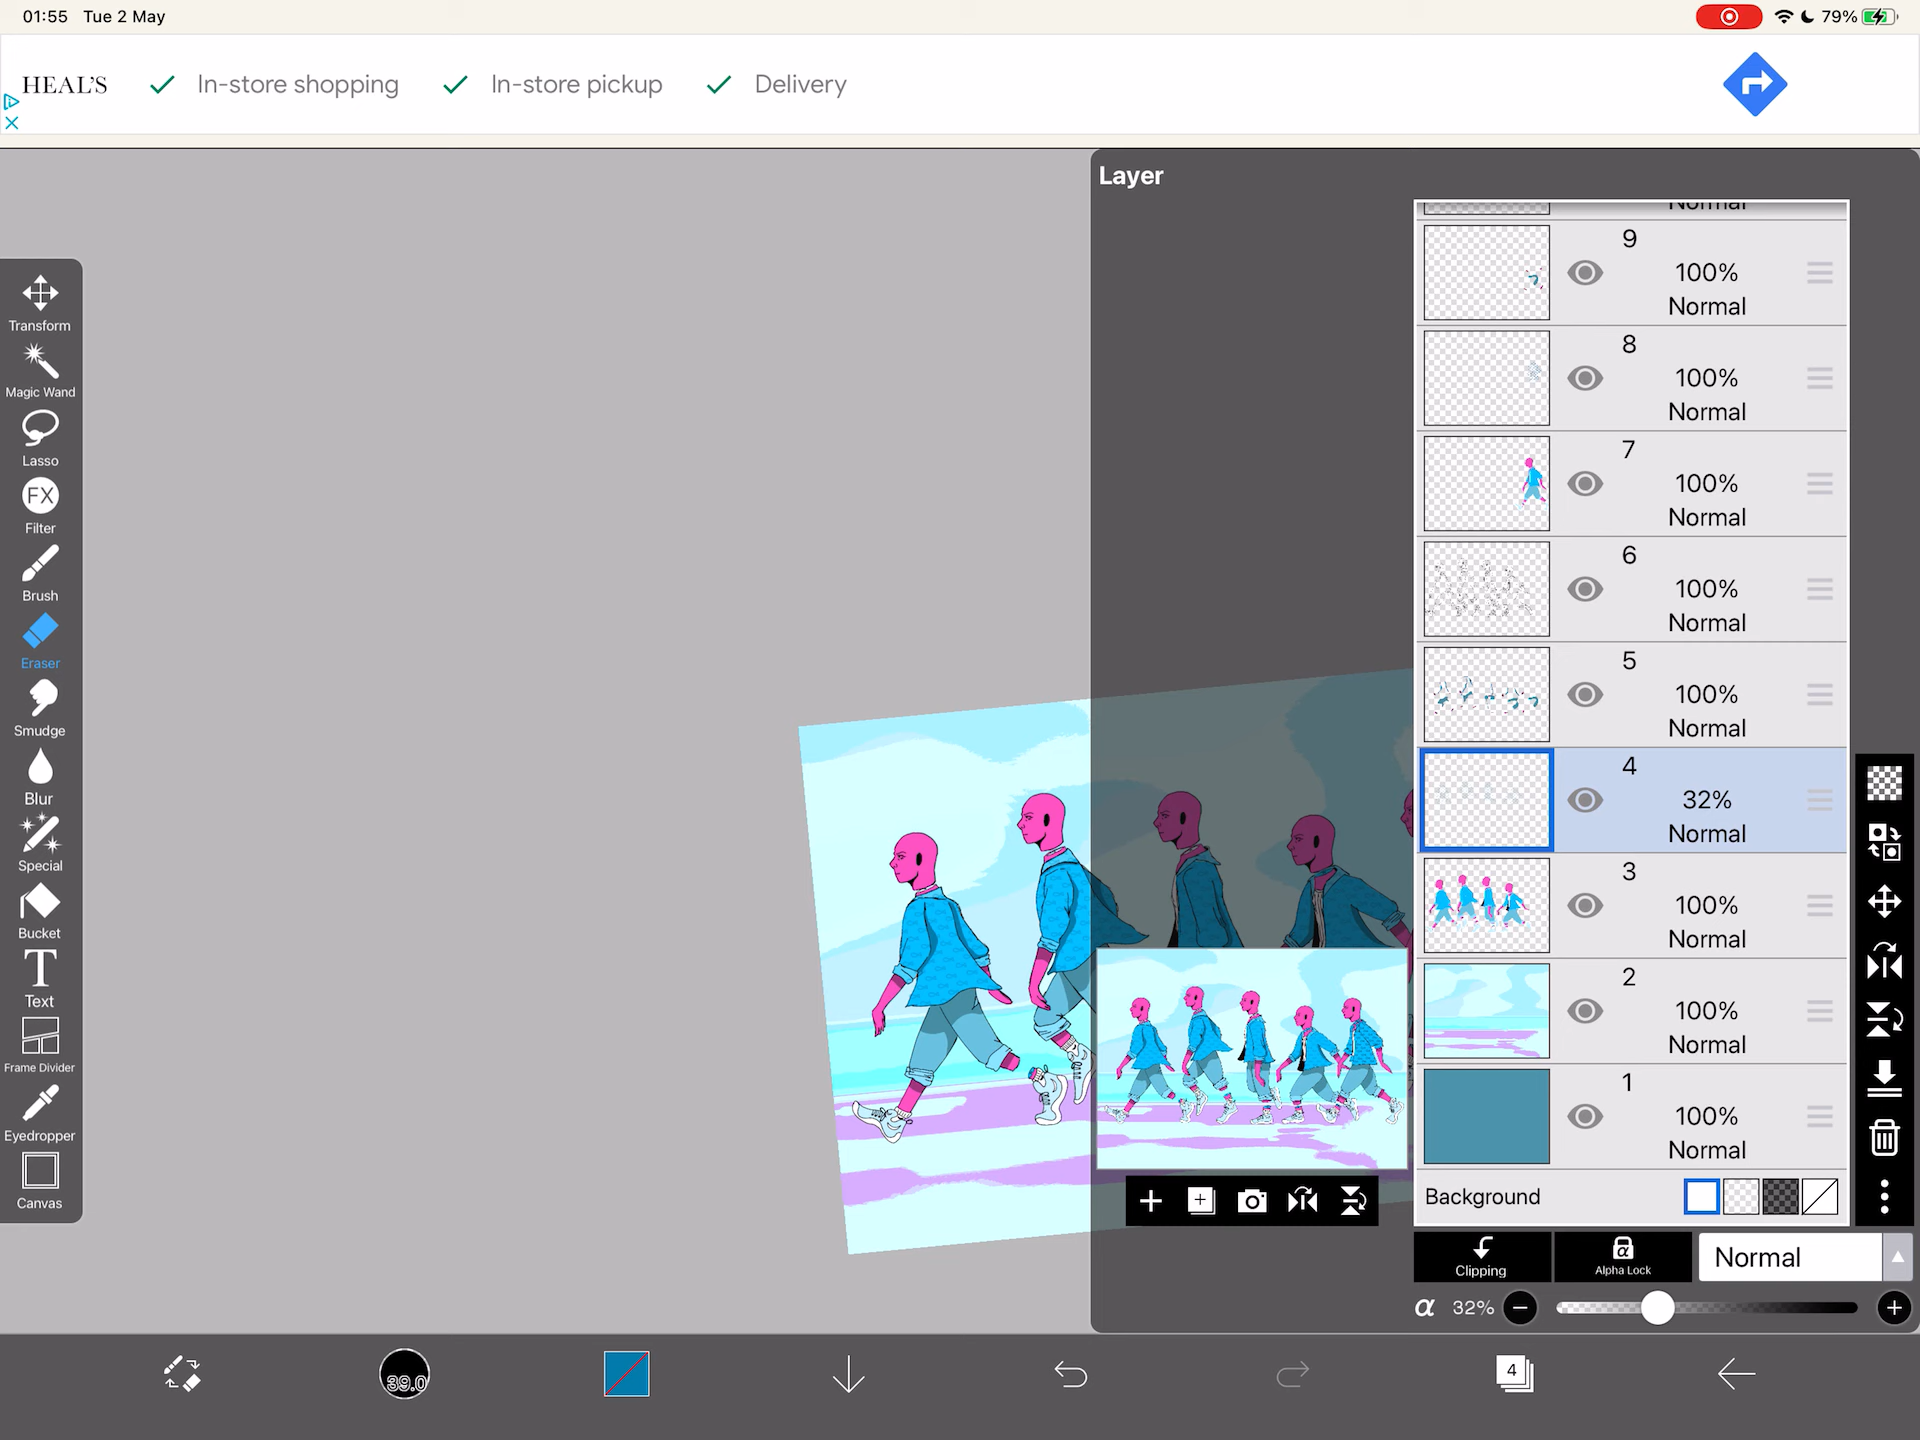 01:55 Tue 2 May
79%
HEAL'S In-store shopping In-store pickup Delivery
Layer
Normal
9
100%
Normal
8
100%
Normal
7
100%
Normal
6
100%
Normal
5
100%
Normal
4
32%
Normal
3
100%
Normal
2
100%
Normal
1
100%
Normal
Background
Clipping
Alpha Lock
Normal
α 32%
Transform
Magic Wand
Lasso
FX
Filter
Brush
Eraser
Smudge
Blur
Special
Bucket
T
Text
Frame Divider
Eyedropper
Canvas
39.0
4